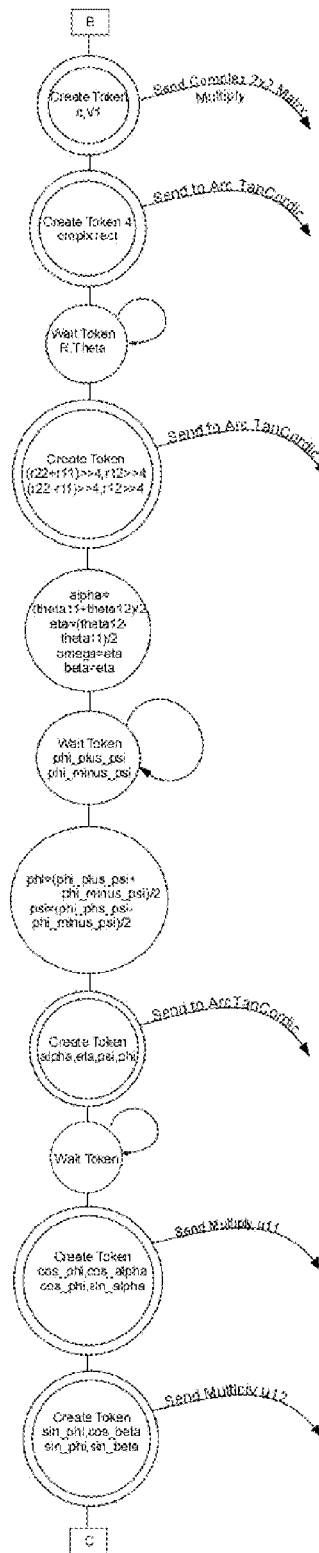 B
Create Token
c,V1
Send Complex 2x2 Matrix
Multiply
Create Token 4
cmplx rect
Send to Arc TanCordic
Wait Token
R,Theta
Create Token
(r22+r11)>>4,r12>>4
(r22-r11)>>4,r12>>4
Send to Arc TanCordic
alpha=
(theta11+theta12)/2
eta=(theta12-
theta11)/2
omega=eta
beta=eta
Wait Token
phi_plus_psi
phi_minus_psi
phi=(phi_plus_psi+
phi_minus_psi)/2
psi=(phi_plus_psi-
phi_minus_psi)/2
Create Token
alpha,eta,psi,phi
Send to ArcTanCordic
Wait Token
Create Token
cos_phi,cos_alpha
cos_phi,sin_alpha
Send Multiply u11
Create Token
sin_phi,cos_beta
sin_phi,sin_beta
Send Multiply u12
C